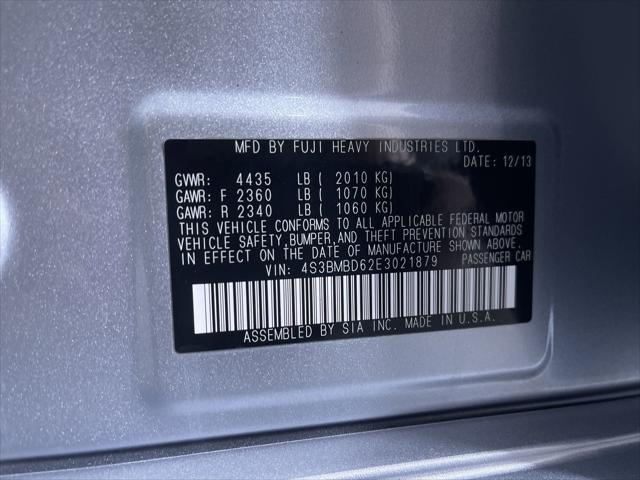 MFD BY FUJI HEAVY INDUSTRIES LTD.
DATE: 12/13
GVWR: 4435 LB( 2010 KG)
GAWR: F 2360 LB( 1070 KG)
GAWR: R 2340 LB( 1060 KG)
THIS VEHICLE CONFORMS TO ALL APPLICABLE FEDERAL MOTOR
VEHICLE SAFETY,BUMPER,AND THEFT PREVENTION STANDARDS
IN EFFECT ON THE DATE OF MANUFACTURE SHOWN ABOVE.
VIN: 4S3BMBD62E3021879 PASSENGER CAR
ASSEMBLED BY SIA INC. MADE IN U.S.A.